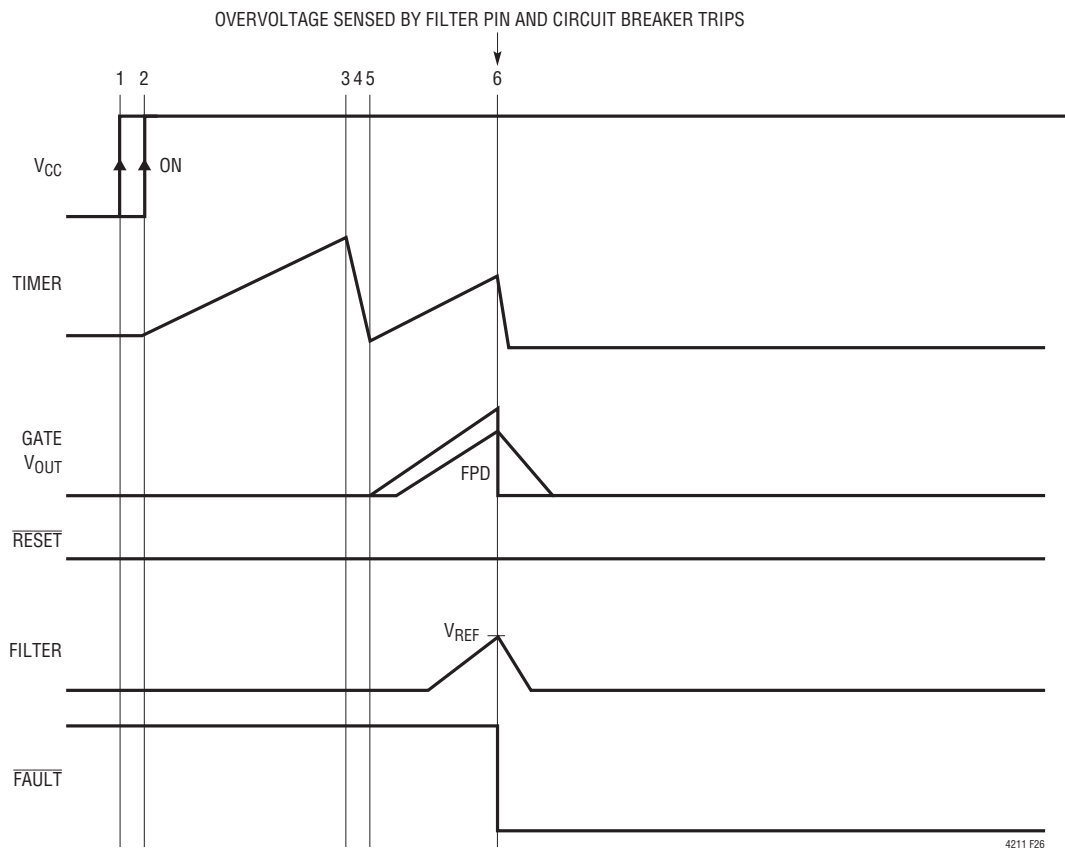 OVERVOLTAGE SENSED BY FILTER PIN AND CIRCUIT BREAKER TRIPS
1 2 3 4 5 6
VCC
ON
TIMER
GATE
VOUT
FPD
RESET
VREF
FILTER
FAULT
4211 F26